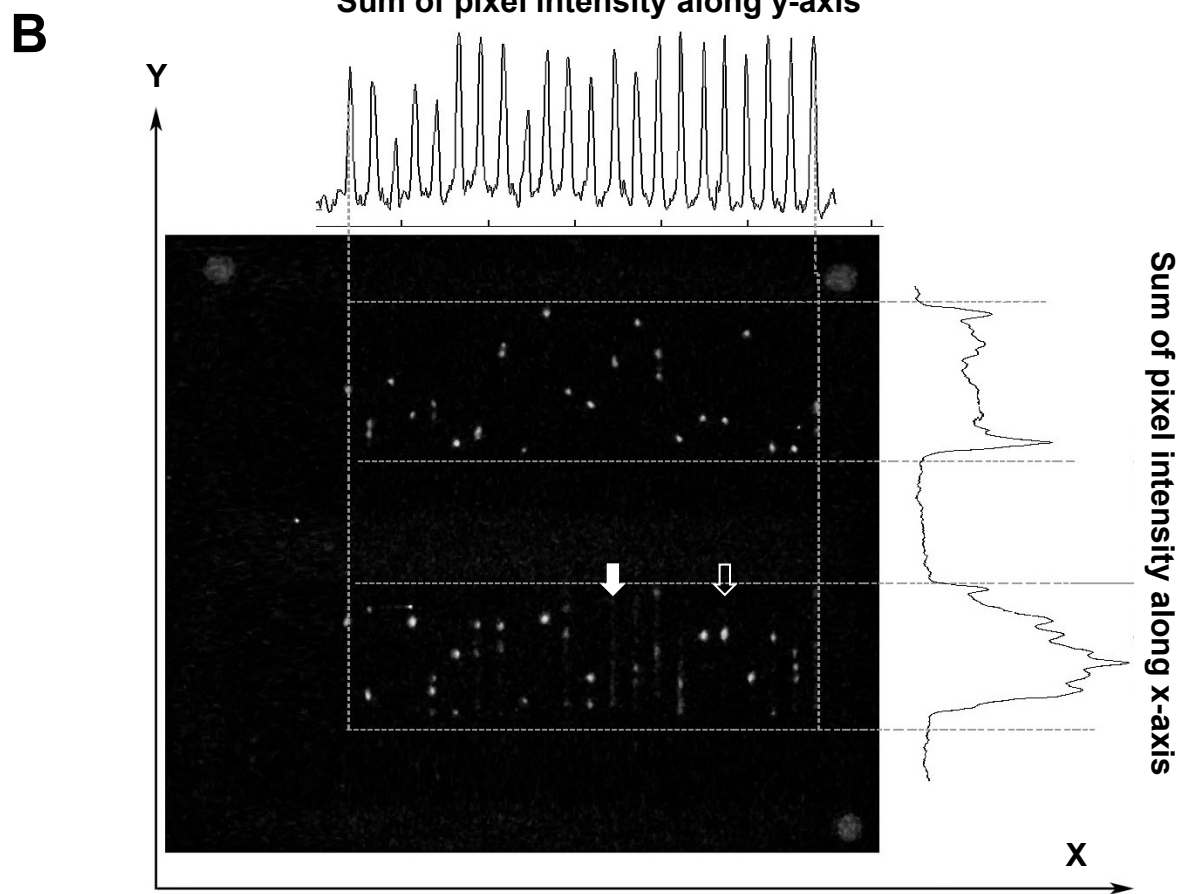 Sum of pixel intensity along y-axis
B
Y
Sum of pixel intensity along x-axis
X